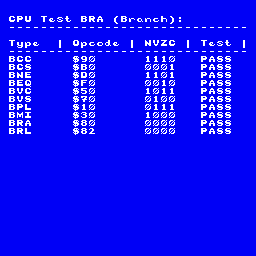 CPU Test BRA (Branch):
------------------------------
Type | Opcode | NVZC | Test |
------------------------------
BCC $90 1110 PASS
BCS $B0 0001 PASS
BNE $D0 1101 PASS
BEQ $F0 0010 PASS
BVC $50 1011 PASS
BVS $70 0100 PASS
BPL $10 0111 PASS
BMI $30 1000 PASS
BRA $80 0000 PASS
BRL $82 0000 PASS